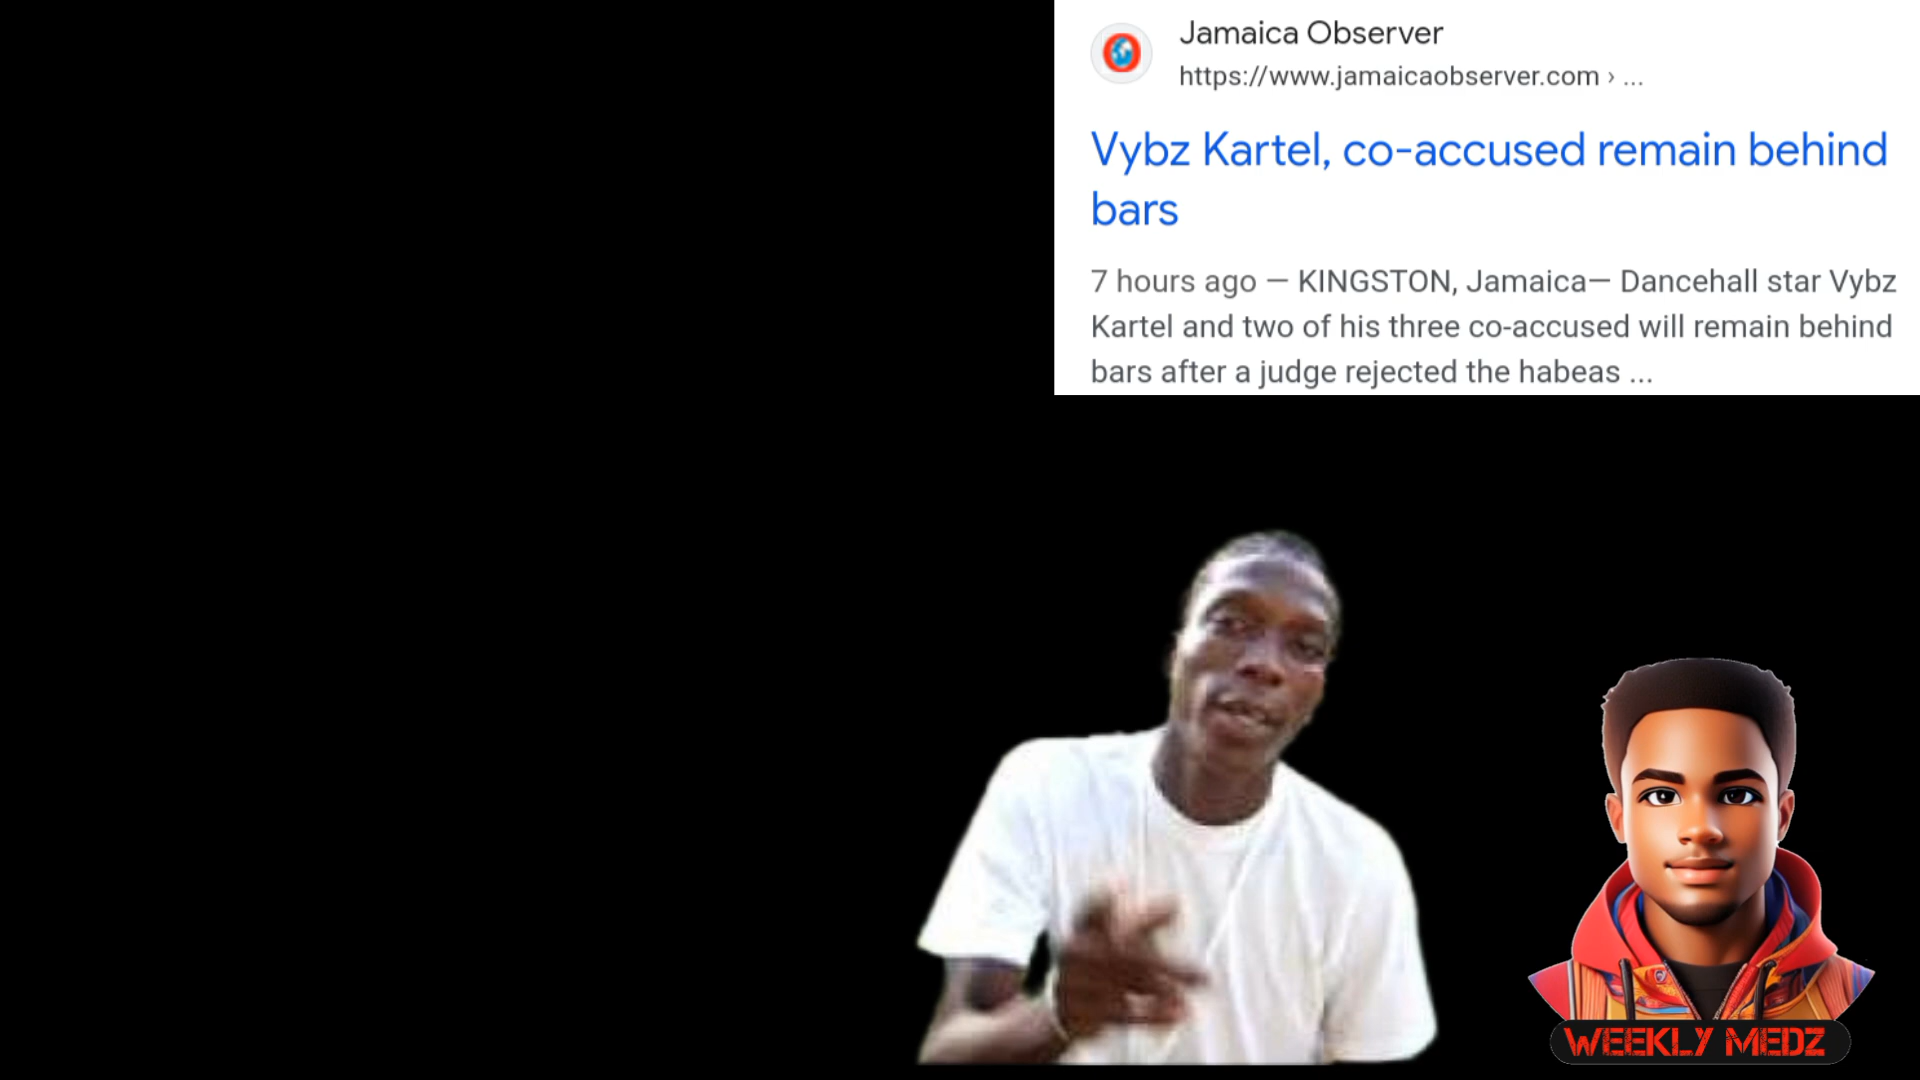 Jamaica Observer
https://www.jamaicaobserver.com › ...
Vybz Kartel, co-accused remain behind
bars
7 hours ago — KINGSTON, Jamaica— Dancehall star Vybz
Kartel and two of his three co-accused will remain behind
bars after a judge rejected the habeas ...
WEEKLY MEDZ